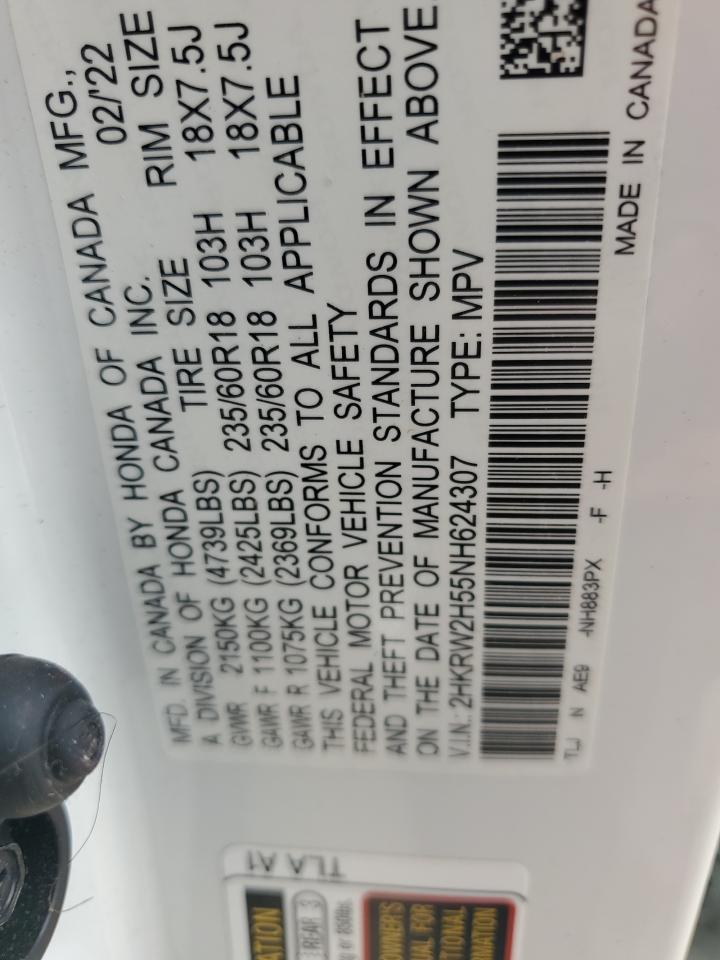 MFD. IN CANADA BY HONDA OF CANADA MFG.,
A DIVISION OF HONDA CANADA INC. 02/'22
TIRE SIZE RIM SIZE
GVWR 2150KG (4739LBS)
GAWR F 1100KG (2425LBS) 235/60R18 103H 18X7.5J
GAWR R 1075KG (2369LBS) 235/60R18 103H 18X7.5J
THIS VEHICLE CONFORMS TO ALL APPLICABLE
FEDERAL MOTOR VEHICLE SAFETY
AND THEFT PREVENTION STANDARDS IN EFFECT
ON THE DATE OF MANUFACTURE SHOWN ABOVE.
V.I.N.: 2HKRW2H55NH624307 TYPE: MPV
TLJ N AE9 -NH883PX -F -H
MADE IN CANADA
TLA A1
REAR 3
OWNER'S